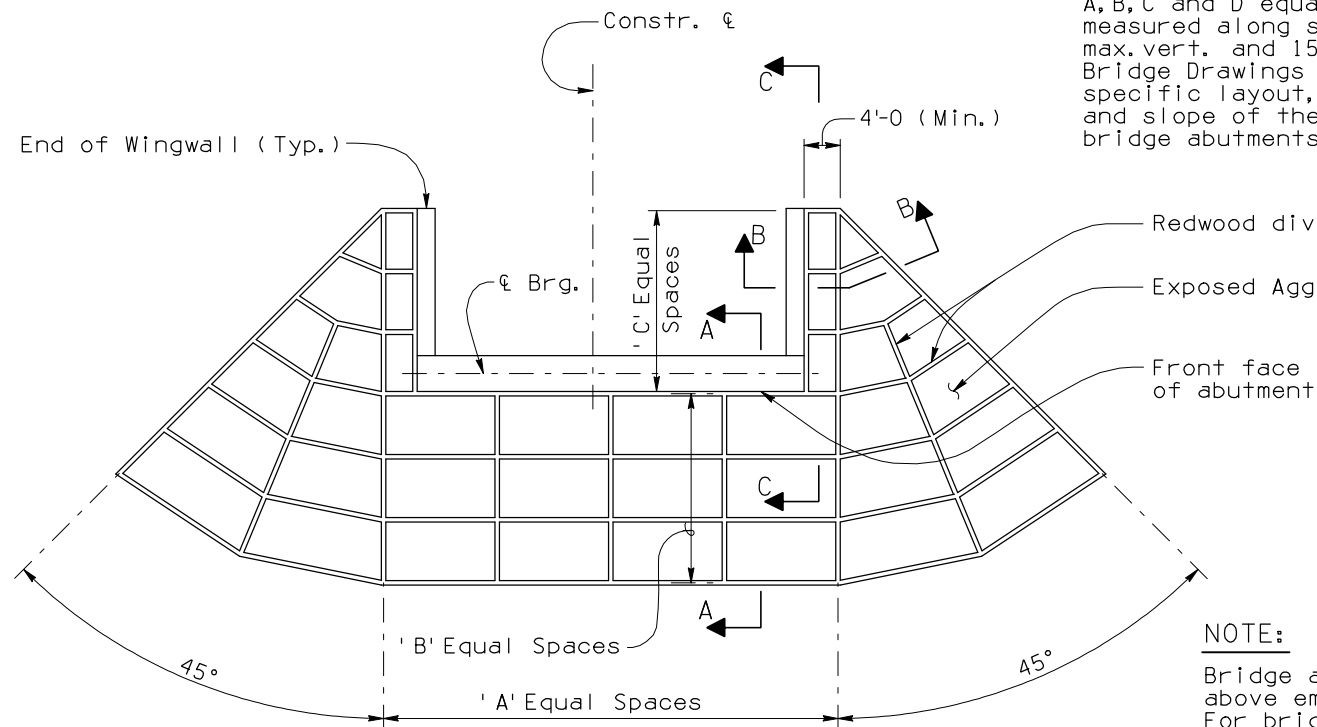 Constr. ℄
A, B, C and D equa
measured along s
max. vert. and 15
Bridge Drawings
specific layout,
and slope of the
bridge abutments
C
4'-0 (Min.)
End of Wingwall (Typ.)
B
B
Redwood div
'C' Equal
Spaces
℄ Brg.
Exposed Agg
A
Front face
of abutment
C
A
'B' Equal Spaces
45°
45°
'A' Equal Spaces
NOTE:
Bridge a
above em
For brid